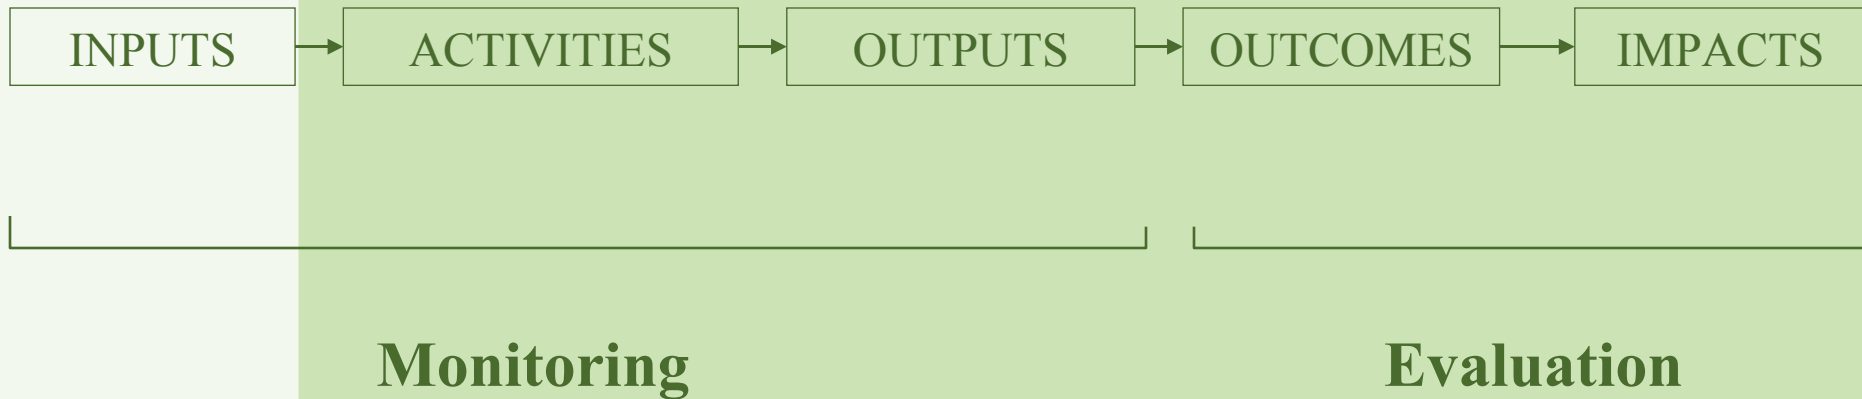 INPUTS ACTIVITIES OUTPUTS OUTCOMES IMPACTS
Monitoring Evaluation